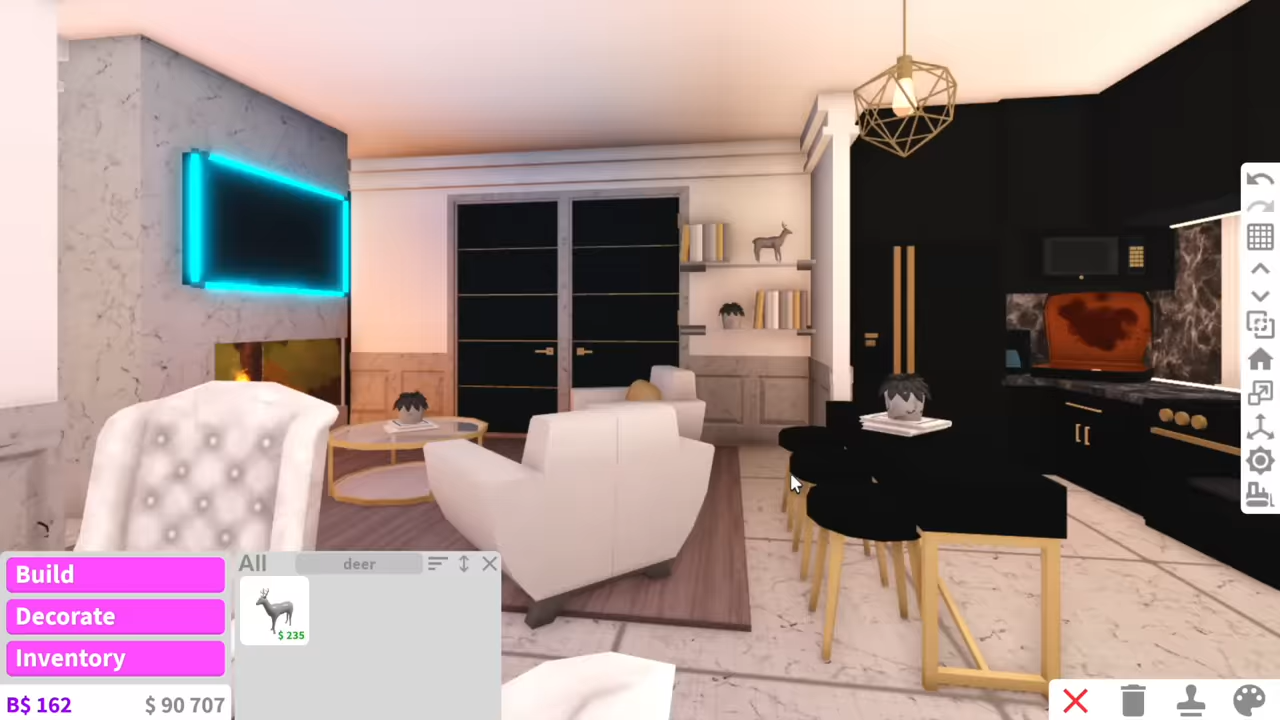 All
deer
$ 235
Build
Decorate
Inventory
B$ 162
$ 90 707